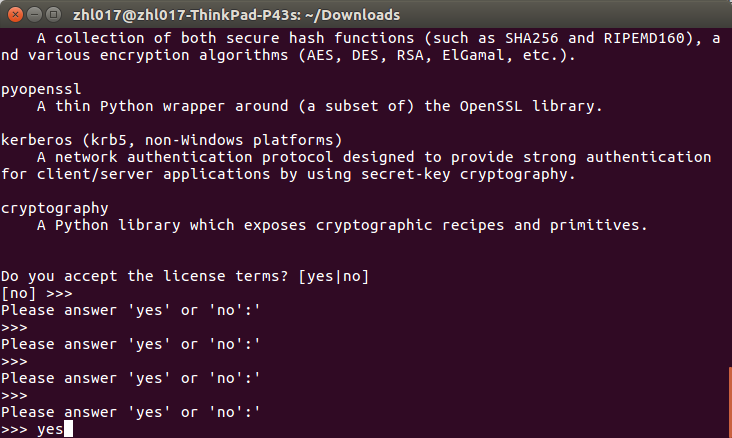 zhl017@zhl017-ThinkPad-P43s: ~/Downloads
    A collection of both secure hash functions (such as SHA256 and RIPEMD160), a
nd various encryption algorithms (AES, DES, RSA, ElGamal, etc.).
pyopenssl
    A thin Python wrapper around (a subset of) the OpenSSL library.
kerberos (krb5, non-Windows platforms)
    A network authentication protocol designed to provide strong authentication
for client/server applications by using secret-key cryptography.
cryptography
    A Python library which exposes cryptographic recipes and primitives.
Do you accept the license terms? [yes|no]
[no] >>>
Please answer 'yes' or 'no':'
>>>
Please answer 'yes' or 'no':'
>>>
Please answer 'yes' or 'no':'
>>>
Please answer 'yes' or 'no':'
>>> yes